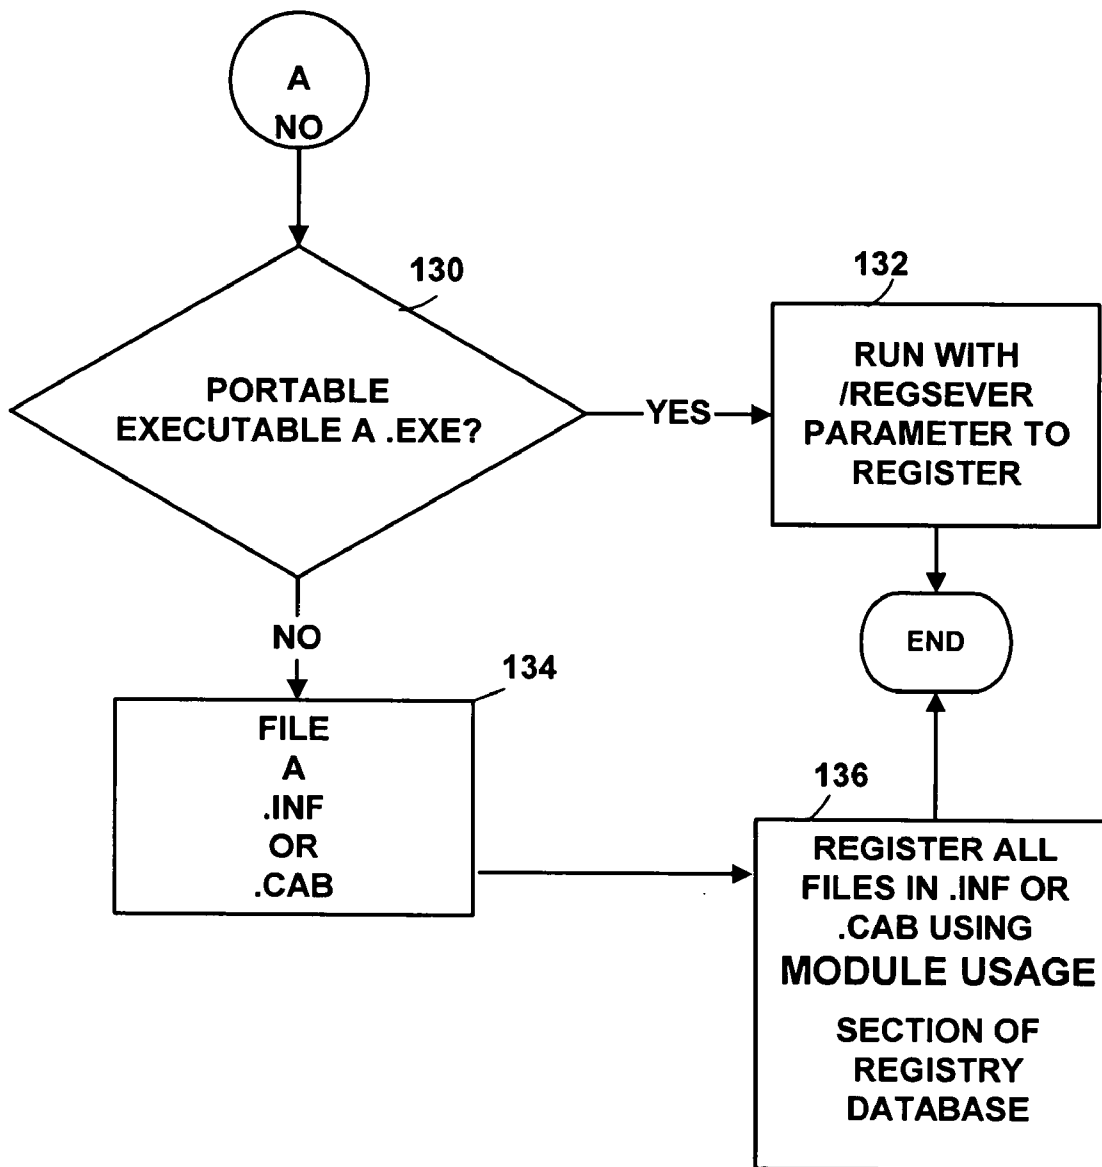 A
NO
130
PORTABLE
EXECUTABLE A .EXE?
YES
132
RUN WITH
/REGSEVER
PARAMETER TO
REGISTER
END
NO
134
FILE
A
.INF
OR
.CAB
136
REGISTER ALL
FILES IN .INF OR
.CAB USING
MODULE USAGE
SECTION OF
REGISTRY
DATABASE